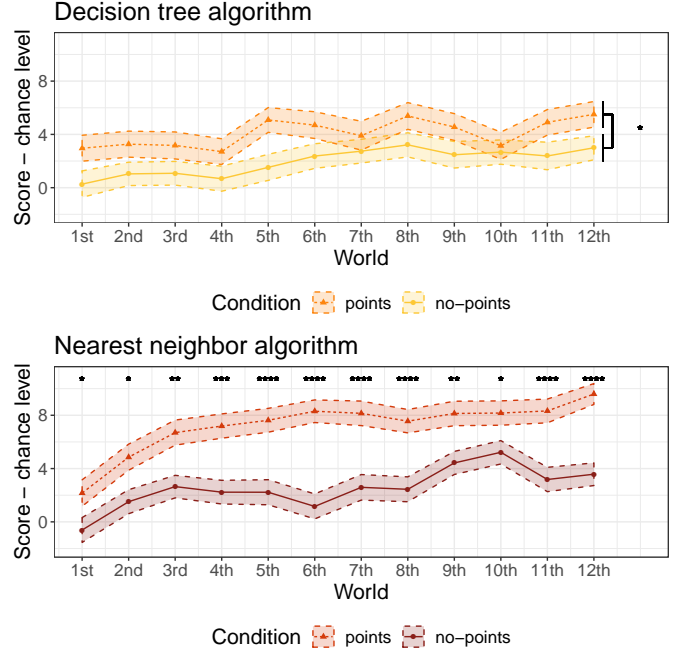 Decision tree algorithm
Score − chance level
8
4
0
1st 2nd 3rd 4th 5th 6th 7th 8th 9th 10th 11th 12th
*
World
Condition points no−points
Nearest neighbor algorithm
Score − chance level
* * ** *** **** **** **** **** ** * **** ****
8
4
0
1st 2nd 3rd 4th 5th 6th 7th 8th 9th 10th 11th 12th
World
Condition points no−points